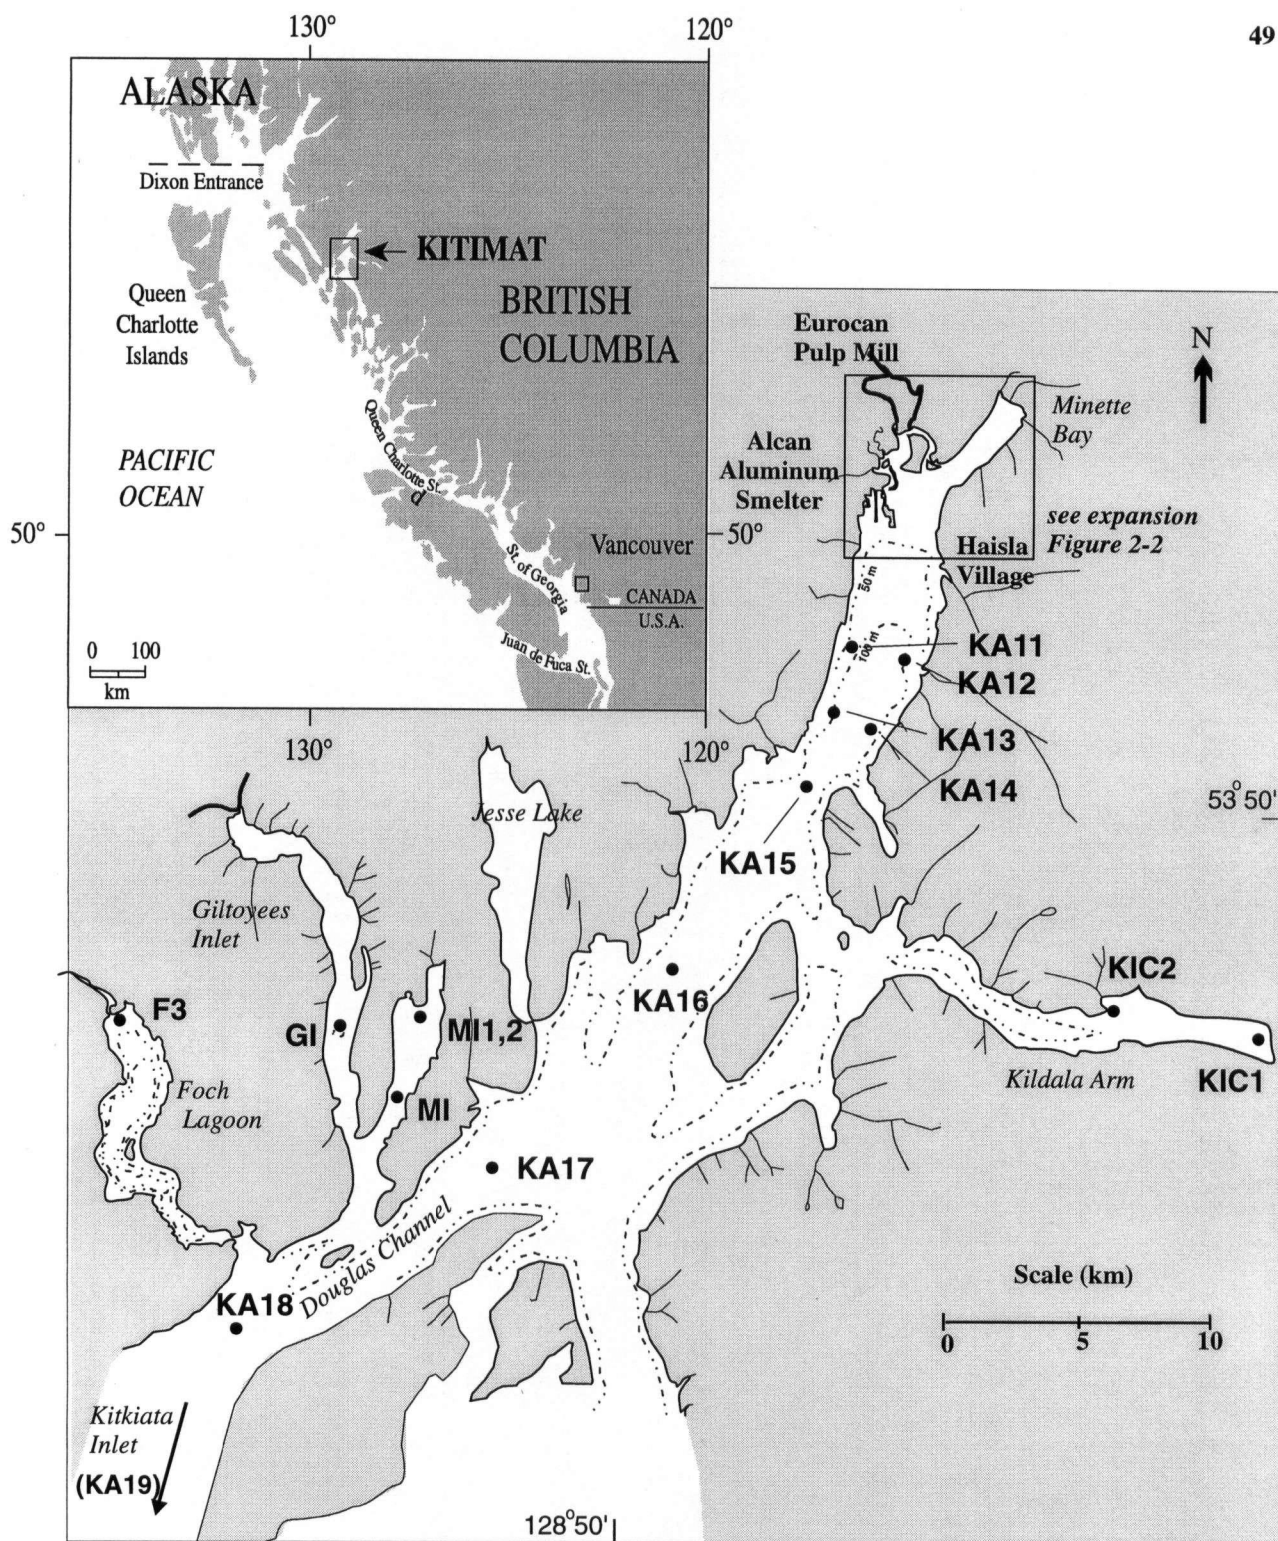 130°
120°
49
ALASKA
Dixon Entrance
KITIMAT
Queen
Charlotte
Islands
BRITISH
COLUMBIA
PACIFIC
OCEAN
Queen Charlotte St.
d
50°
50°
St. of Georgia
Vancouver
CANADA
U.S.A.
Juan de Fuca St.
0 100
km
130°
120°
Eurocan
Pulp Mill
N
Minette
Bay
Alcan
Aluminum
Smelter
see expansion
Figure 2-2
Haisla
Village
50 m
100 m
KA11
KA12
KA13
KA14
53°50'
KA15
Jesse Lake
Giltoyees
Inlet
KA16
KIC2
F3
GI
MI1,2
Foch
Lagoon
MI
Kildala Arm
KIC1
KA17
Douglas Channel
KA18
Scale (km)
0 5 10
Kitkiata
Inlet
(KA19)
128°50'